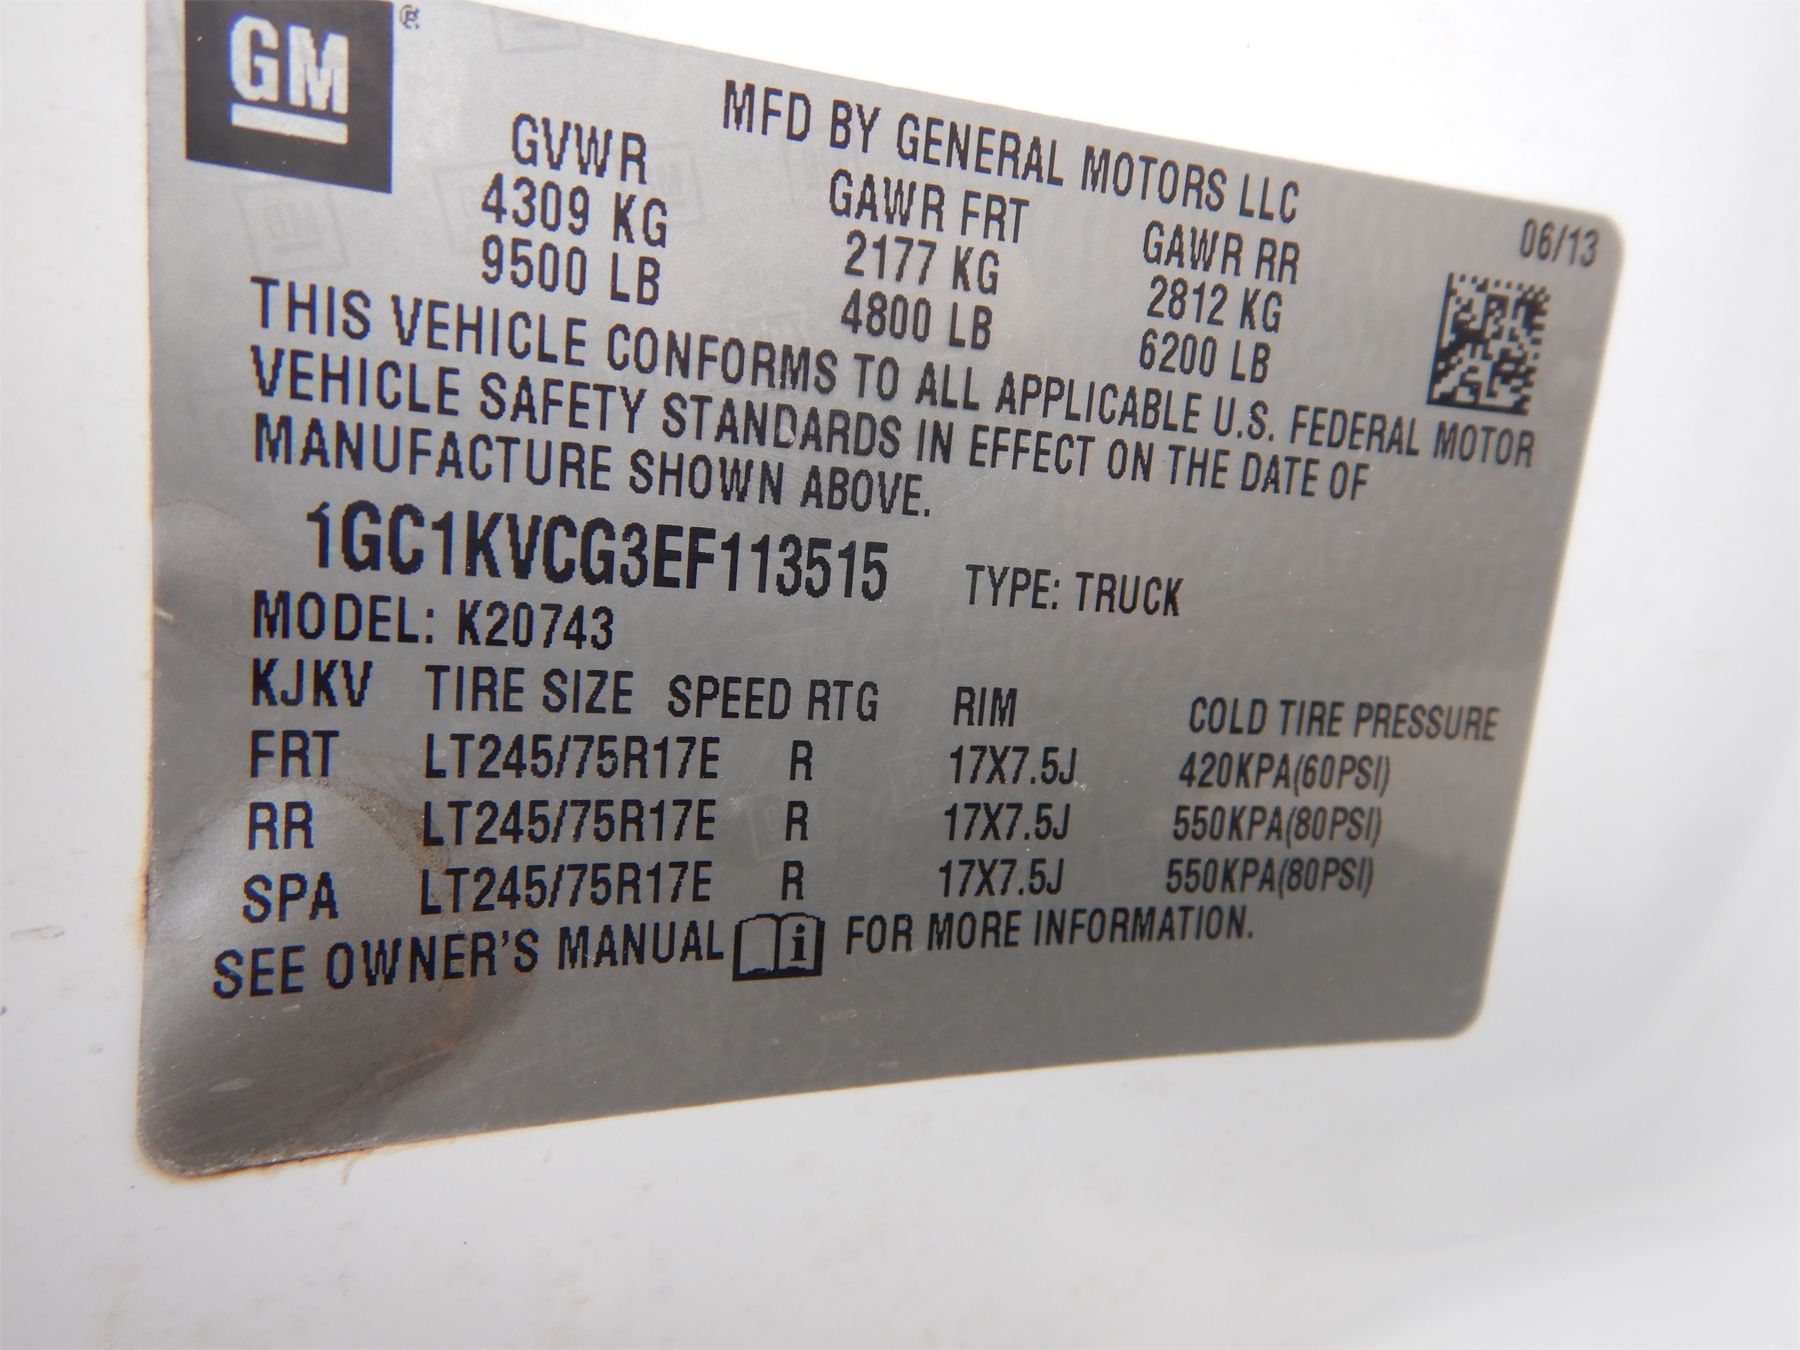 GM ®
MFD BY GENERAL MOTORS LLC
06/13
GVWR GAWR FRT GAWR RR
4309 KG 2177 KG 2812 KG
9500 LB 4800 LB 6200 LB
THIS VEHICLE CONFORMS TO ALL APPLICABLE U.S. FEDERAL MOTOR
VEHICLE SAFETY STANDARDS IN EFFECT ON THE DATE OF
MANUFACTURE SHOWN ABOVE.
1GC1KVCG3EF113515 TYPE: TRUCK
MODEL: K20743
KJKV TIRE SIZE SPEED RTG RIM COLD TIRE PRESSURE
FRT LT245/75R17E R 17X7.5J 420KPA(60PSI)
RR LT245/75R17E R 17X7.5J 550KPA(80PSI)
SPA LT245/75R17E R 17X7.5J 550KPA(80PSI)
SEE OWNER'S MANUAL i FOR MORE INFORMATION.